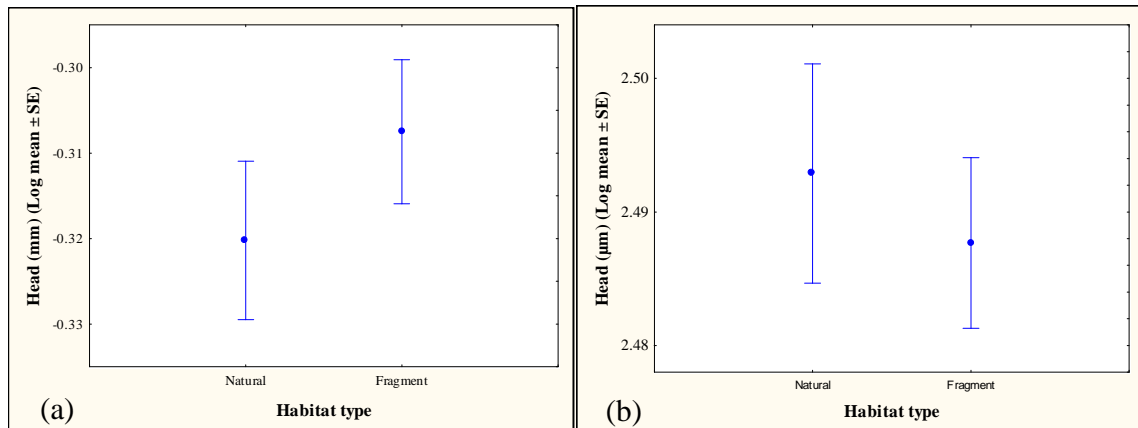 Head (mm) (Log mean ± SE)
-0.30
-0.31
-0.32
-0.33
Natural
Fragment
Habitat type
(a)
Head (µm) (Log mean ± SE)
2.50
2.49
2.48
Natural
Fragment
Habitat type
(b)